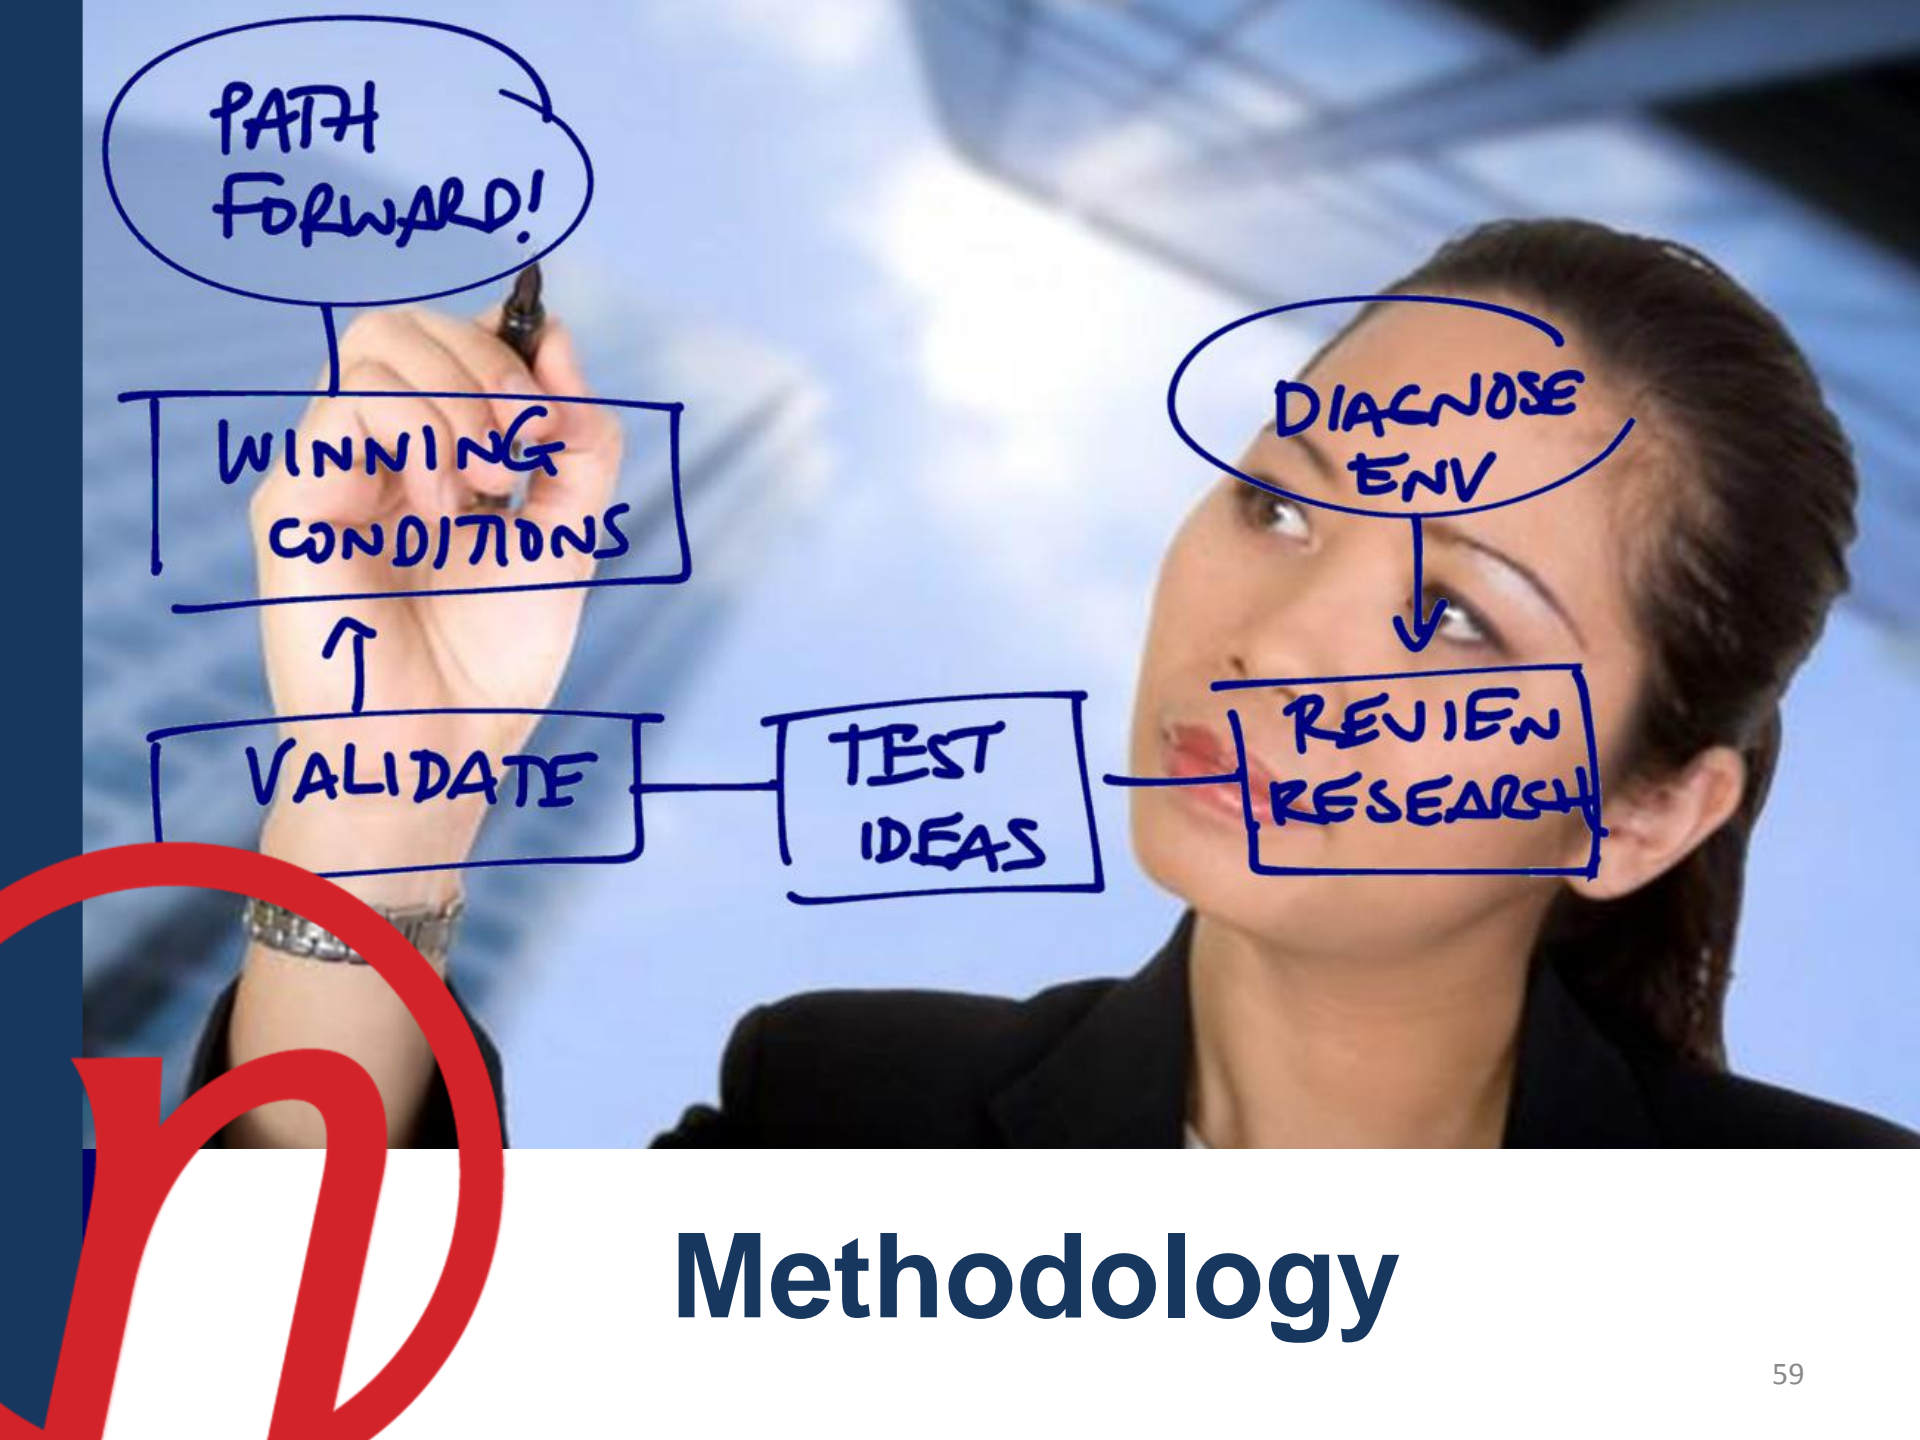 PATH
FORWARD!
DIAGNOSE
ENV
WINNING
CONDITIONS
VALIDATE
TEST
IDEAS
REVIEW
RESEARCH
n
Methodology
59